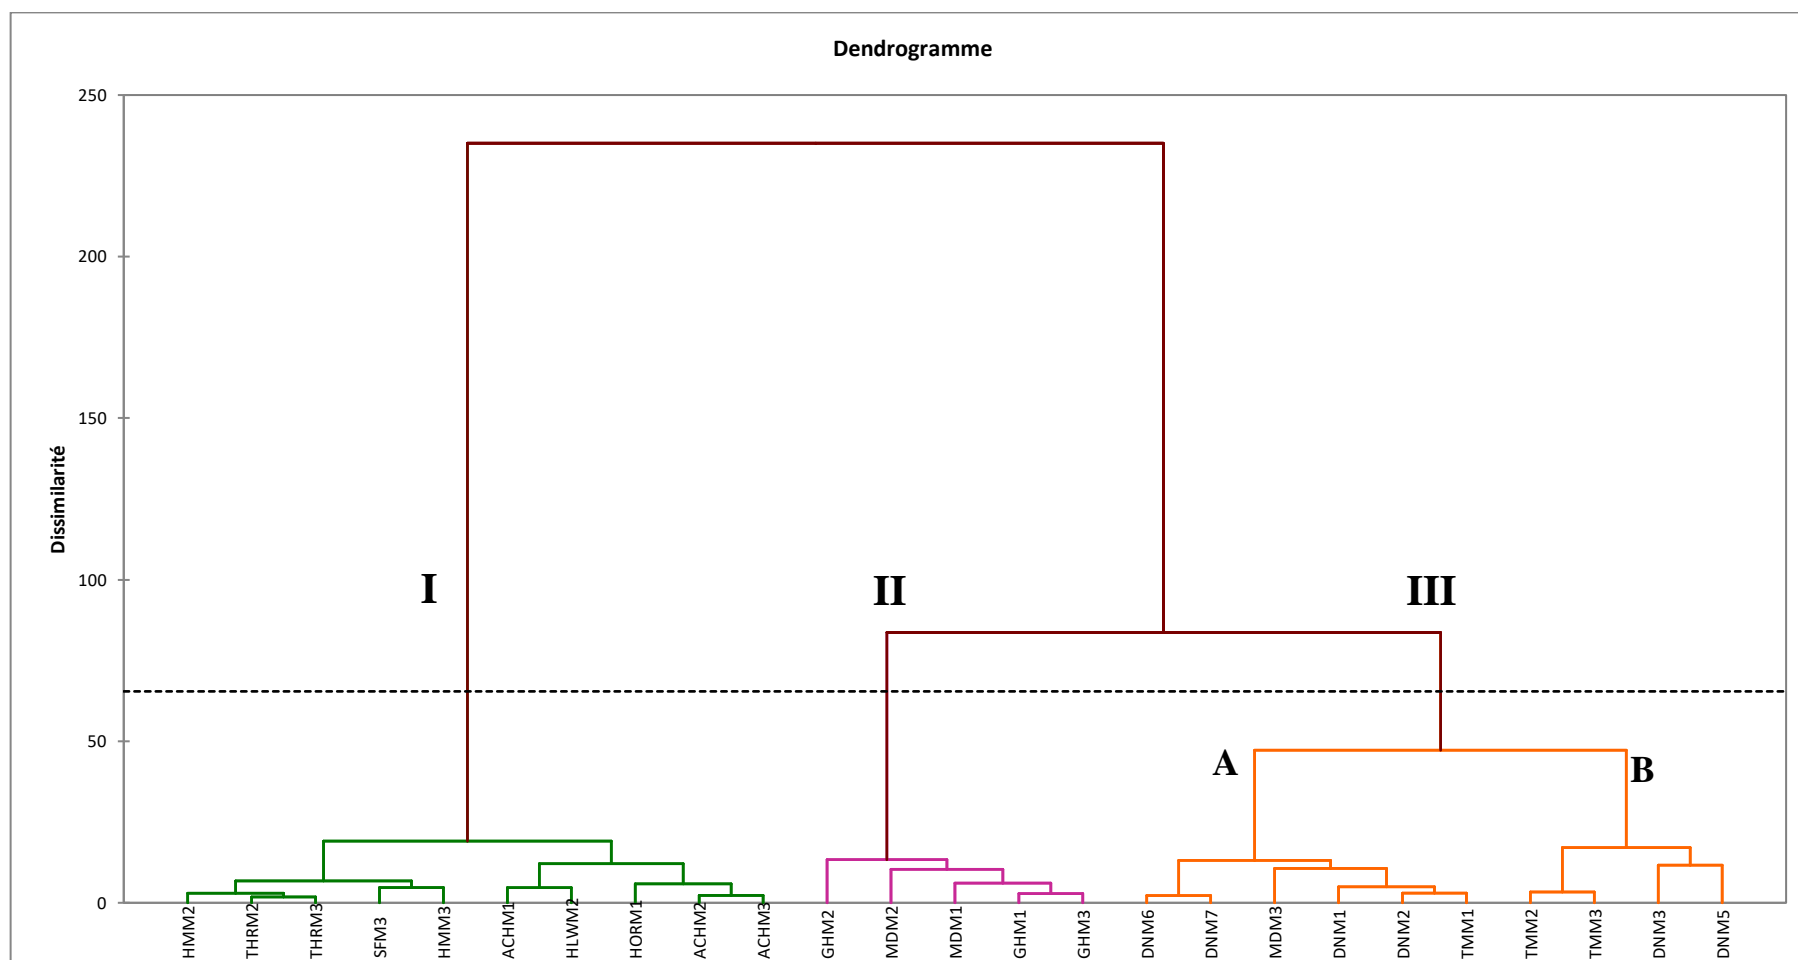 Dendrogramme
250
200
150
100
50
0
Dissimilarité
I
II
III
A
B
HMM2
THRM2
THRM3
SFM3
HMM3
ACHM1
HLWM2
HORM1
ACHM2
ACHM3
GHM2
MDM2
MDM1
GHM1
GHM3
DNM6
DNM7
MDM3
DNM1
DNM2
TMM1
TMM2
TMM3
DNM3
DNM5